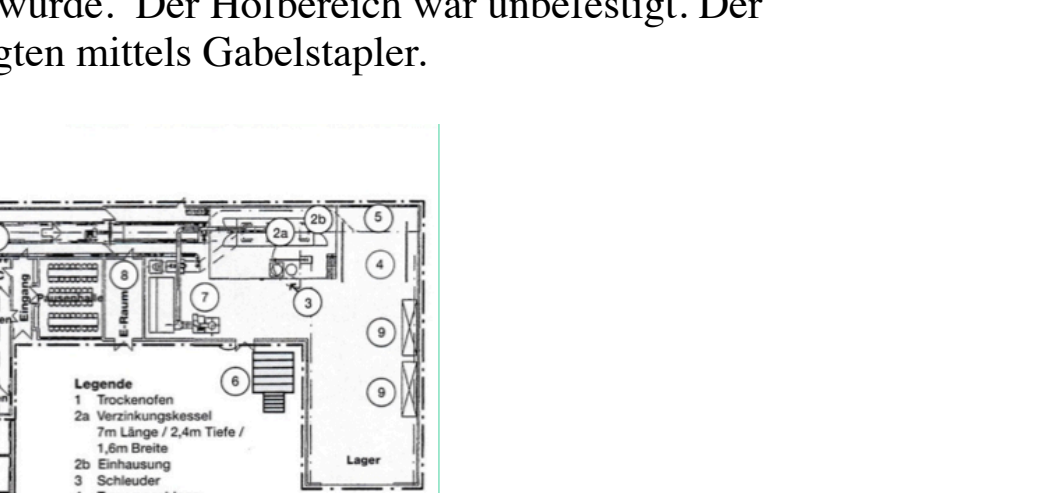 wurde. Der Hofbereich war unbefestigt. Der
gten mittels Gabelstapler.
2b
5
2a
4
8
7
3
Eingang
Pausenhalle
E-Raum
9
6
9
Legende
1 Trockenofen
2a Verzinkungskessel
7m Länge / 2,4m Tiefe /
1,6m Breite
2b Einhausung
3 Schleuder
Lager